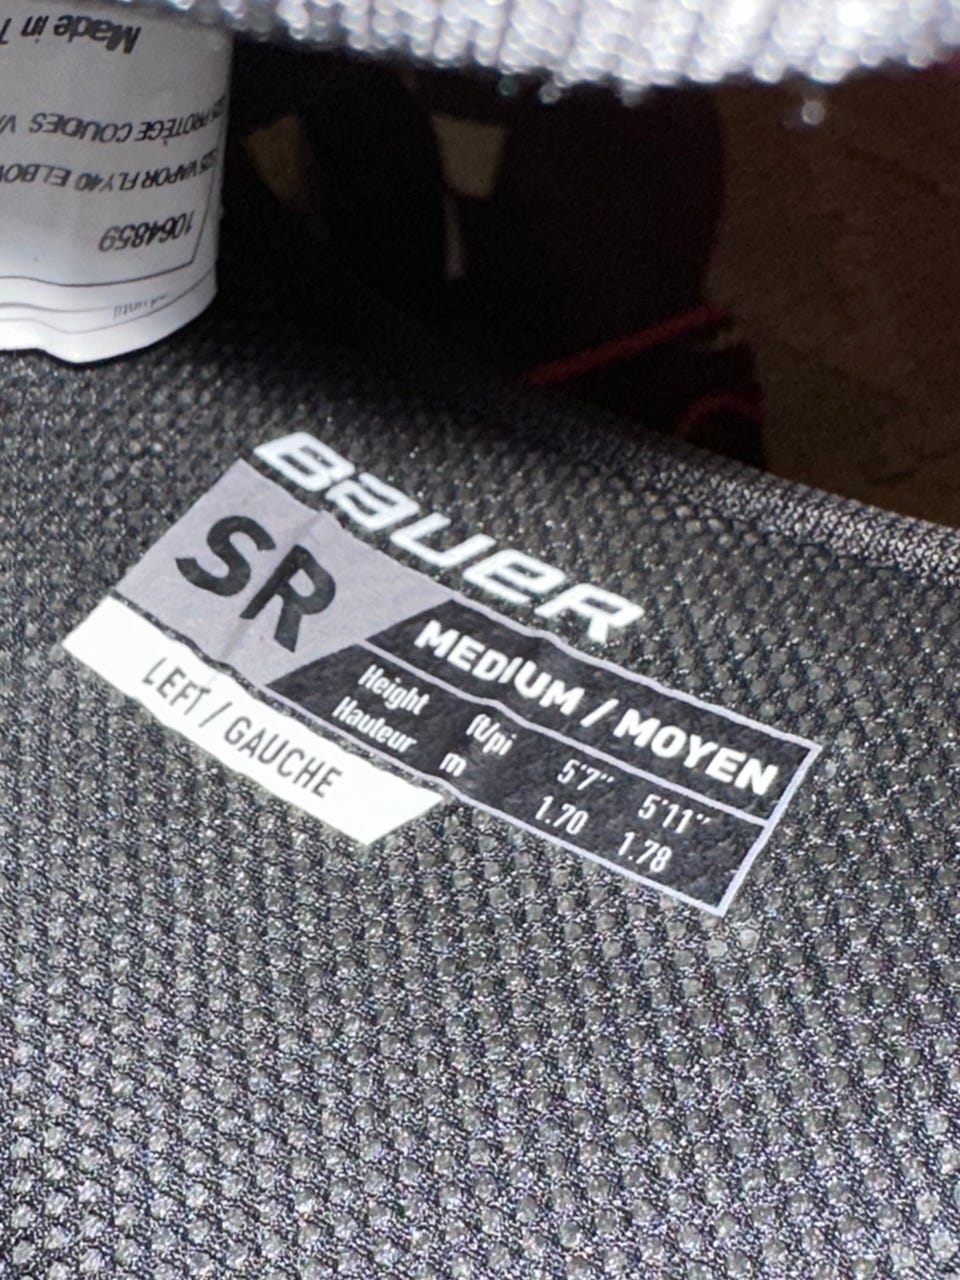 Made in
PROTÈGE COUDES
VAPOR FLY40 ELBOW
1064859
until
BAUER
SR
MEDIUM / MOYEN
Height ft/pi 5'7" 5'11"
Hauteur m 1.70 1.78
LEFT / GAUCHE